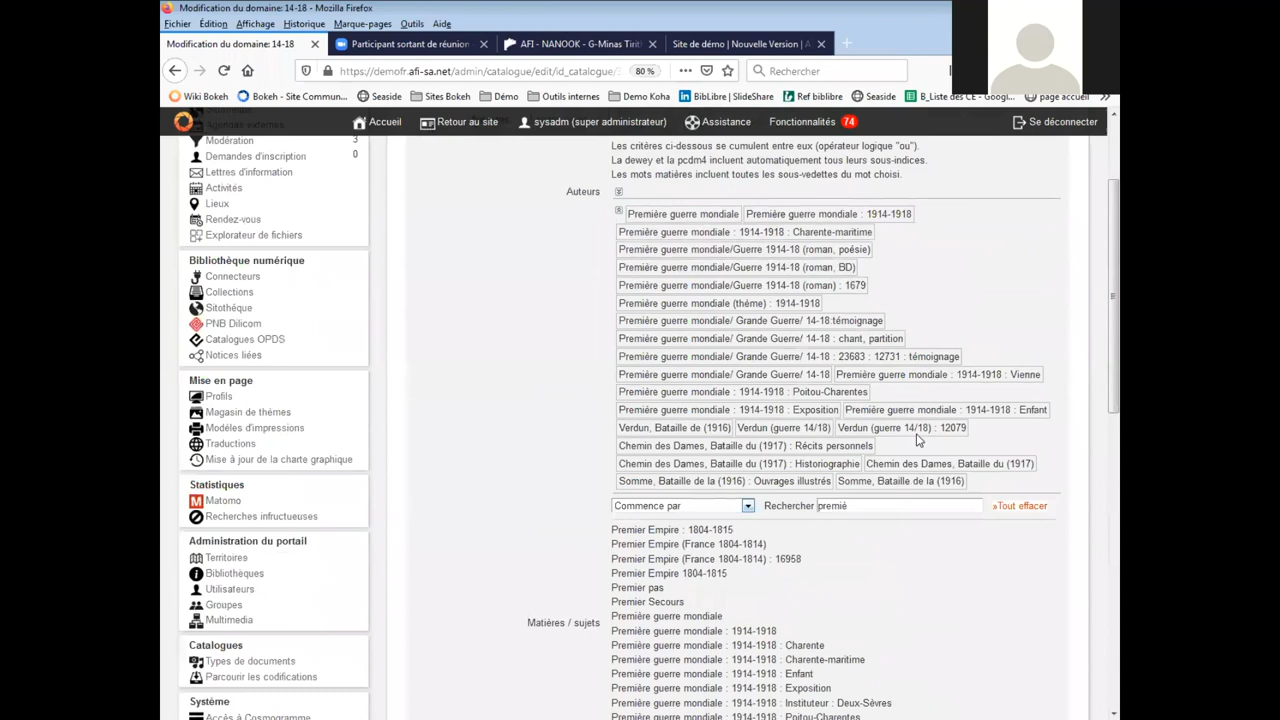 Modification du domaine: 14-18 - Mozilla Firefox
Fichier Édition Affichage Historique Marque-pages Outils Aide
Modification du domaine: 14-18 Participant sortant de réunion AFI - NANOOK - G-Minas Tirith Site de démo | Nouvelle Version | A
https://demofr.afi-sa.net/admin/catalogue/edit/id_catalogue/ 80 % Rechercher
Wiki Bokeh Bokeh - Site Commun... Seaside Sites Bokeh Démo Outils internes Demo Koha BibLibre | SlideShare Ref biblibre Seaside B_Liste des CE - Googl... page accueil
Accueil Retour au site sysadm (super administrateur) Assistance Fonctionnalités 74 Se déconnecter
Agendas externes
Modération 3
Demandes d'inscription 0
Lettres d'information
Activités
Lieux
Rendez-vous
Explorateur de fichiers
Bibliothèque numérique
Connecteurs
Collections
Sitothèque
PNB Dilicom
Catalogues OPDS
Notices liées
Mise en page
Profils
Magasin de thèmes
Modèles d'impressions
Traductions
Mise à jour de la charte graphique
Statistiques
Matomo
Recherches infructueuses
Administration du portail
Territoires
Bibliothèques
Utilisateurs
Groupes
Multimedia
Catalogues
Types de documents
Parcourir les codifications
Système
Accès à Cosmogramme
Les critères ci-dessous se cumulent entre eux (opérateur logique "ou").
La dewey et la pcdm4 incluent automatiquement tous leurs sous-indices.
Les mots matières incluent toutes les sous-vedettes du mot choisi.
Auteurs
Première guerre mondiale Première guerre mondiale : 1914-1918
Première guerre mondiale : 1914-1918 : Charente-maritime
Première guerre mondiale/Guerre 1914-18 (roman, poésie)
Première guerre mondiale/Guerre 1914-18 (roman, BD)
Première guerre mondiale/Guerre 1914-18 (roman) : 1679
Première guerre mondiale (thème) : 1914-1918
Première guerre mondiale/ Grande Guerre/ 14-18:témoignage
Première guerre mondiale/ Grande Guerre/ 14-18 : chant, partition
Première guerre mondiale/ Grande Guerre/ 14-18 : 23683 : 12731 : témoignage
Première guerre mondiale/ Grande Guerre/ 14-18 Première guerre mondiale : 1914-1918 : Vienne
Première guerre mondiale : 1914-1918 : Poitou-Charentes
Première guerre mondiale : 1914-1918 : Exposition Première guerre mondiale : 1914-1918 : Enfant
Verdun, Bataille de (1916) Verdun (guerre 14/18) Verdun (guerre 14/18) : 12079
Chemin des Dames, Bataille du (1917) : Récits personnels
Chemin des Dames, Bataille du (1917) : Historiographie Chemin des Dames, Bataille du (1917)
Somme, Bataille de la (1916) : Ouvrages illustrés Somme, Bataille de la (1916)
Commence par Rechercher premié »Tout effacer
Premier Empire : 1804-1815
Premier Empire (France 1804-1814)
Premier Empire (France 1804-1814) : 16958
Premier Empire 1804-1815
Premier pas
Premier Secours
Première guerre mondiale
Matières / sujets
Première guerre mondiale : 1914-1918
Première guerre mondiale : 1914-1918 : Charente
Première guerre mondiale : 1914-1918 : Charente-maritime
Première guerre mondiale : 1914-1918 : Enfant
Première guerre mondiale : 1914-1918 : Exposition
Première guerre mondiale : 1914-1918 : Instituteur : Deux-Sèvres
Première guerre mondiale : 1914-1918 : Poitou-Charentes